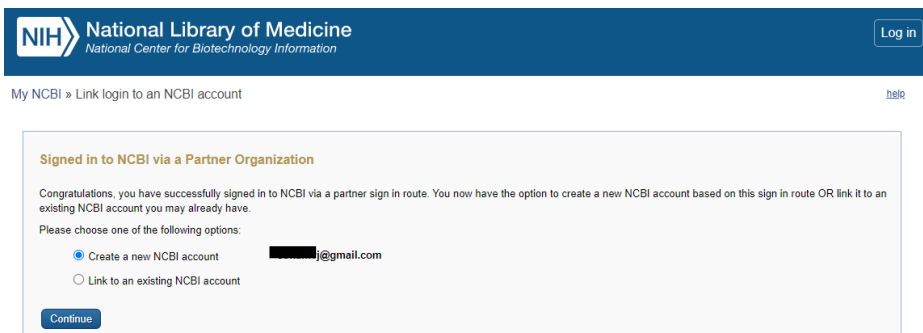 NIH National Library of Medicine
National Center for Biotechnology Information
Log in
My NCBI » Link login to an NCBI account
help
Signed in to NCBI via a Partner Organization
Congratulations, you have successfully signed in to NCBI via a partner sign in route. You now have the option to create a new NCBI account based on this sign in route OR link it to an
existing NCBI account you may already have.
Please choose one of the following options:
Create a new NCBI account j@gmail.com
Link to an existing NCBI account
Continue